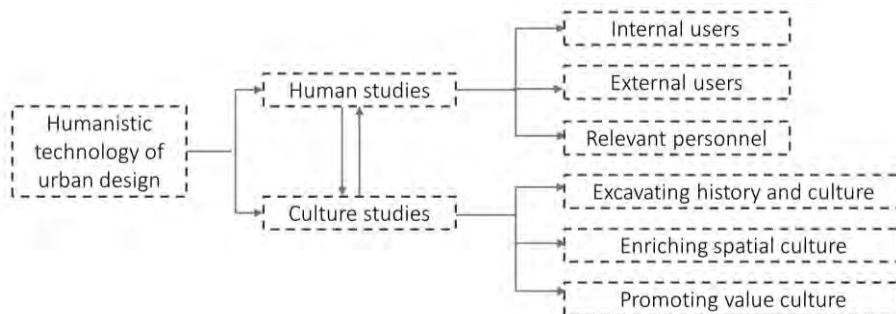 Humanistic
technology of
urban design
Human studies
Culture studies
Internal users
External users
Relevant personnel
Excavating history and culture
Enriching spatial culture
Promoting value culture